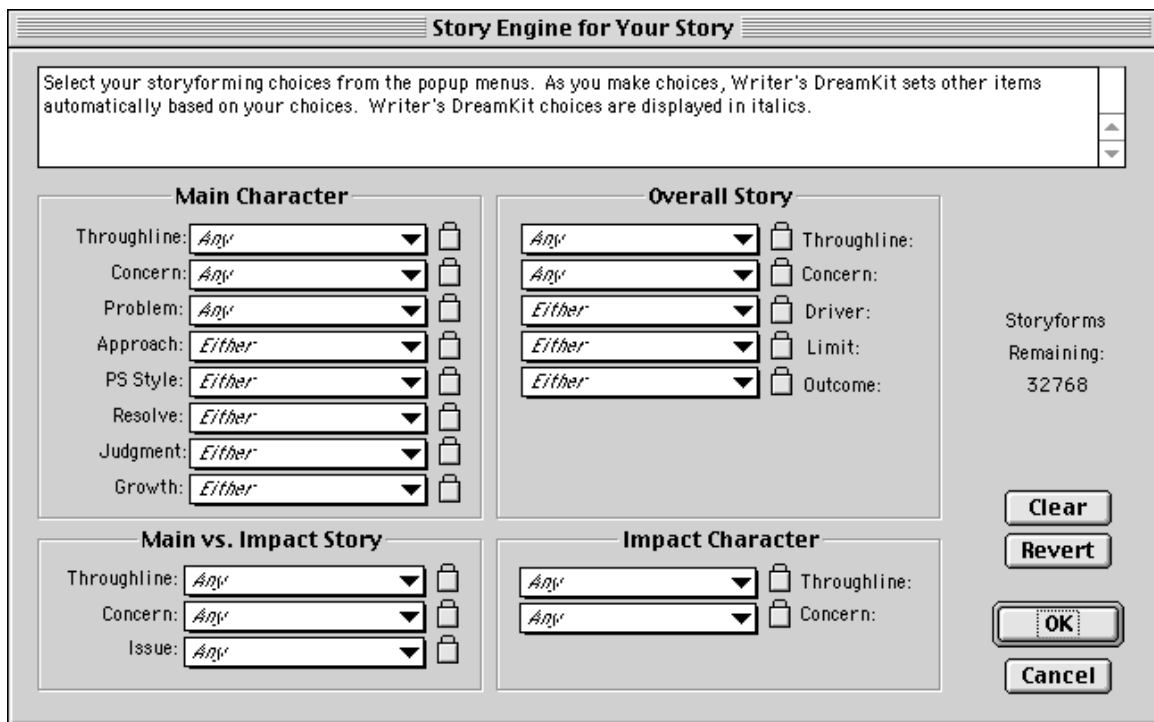 Story Engine for Your Story
Select your storyforming choices from the popup menus. As you make choices, Writer's DreamKit sets other items
automatically based on your choices. Writer's DreamKit choices are displayed in italics.
Main Character
Throughline: Any
Concern: Any
Problem: Any
Approach: Either
PS Style: Either
Resolve: Either
Judgment: Either
Growth: Either
Overall Story
Any Throughline:
Any Concern:
Either Driver:
Either Limit:
Either Outcome:
Storyforms
Remaining:
32768
Main vs. Impact Story
Throughline: Any
Concern: Any
Issue: Any
Impact Character
Any Throughline:
Any Concern:
Clear
Revert
OK
Cancel